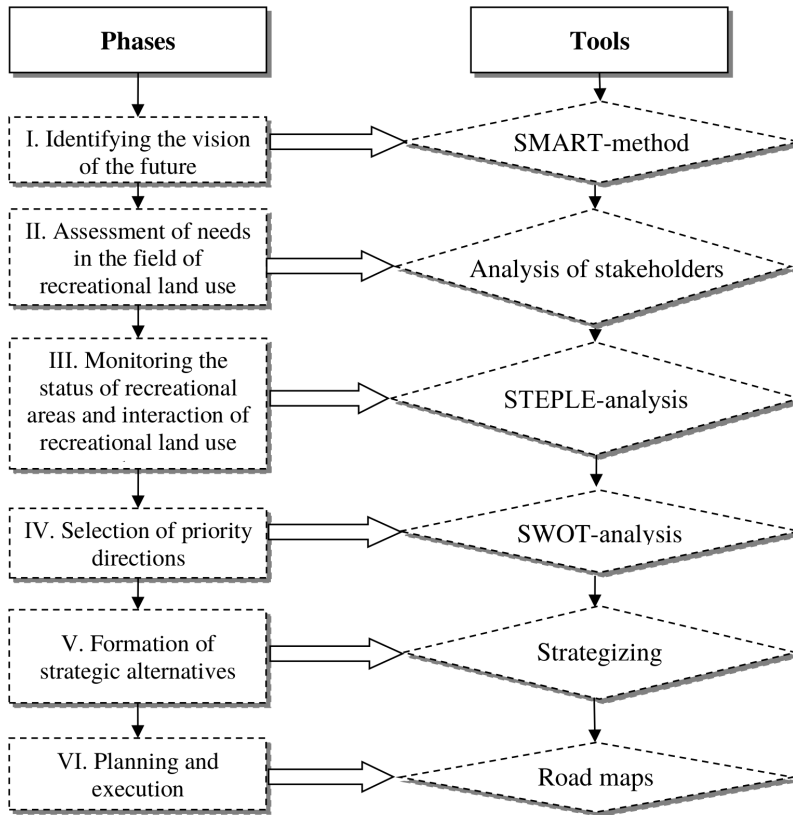 Phases
Tools
I. Identifying the vision
of the future
SMART-method
II. Assessment of needs
in the field of
recreational land use
Analysis of stakeholders
III. Monitoring the
status of recreational
areas and interaction of
recreational land use
STEPLE-analysis
IV. Selection of priority
directions
SWOT-analysis
V. Formation of
strategic alternatives
Strategizing
VI. Planning and
execution
Road maps